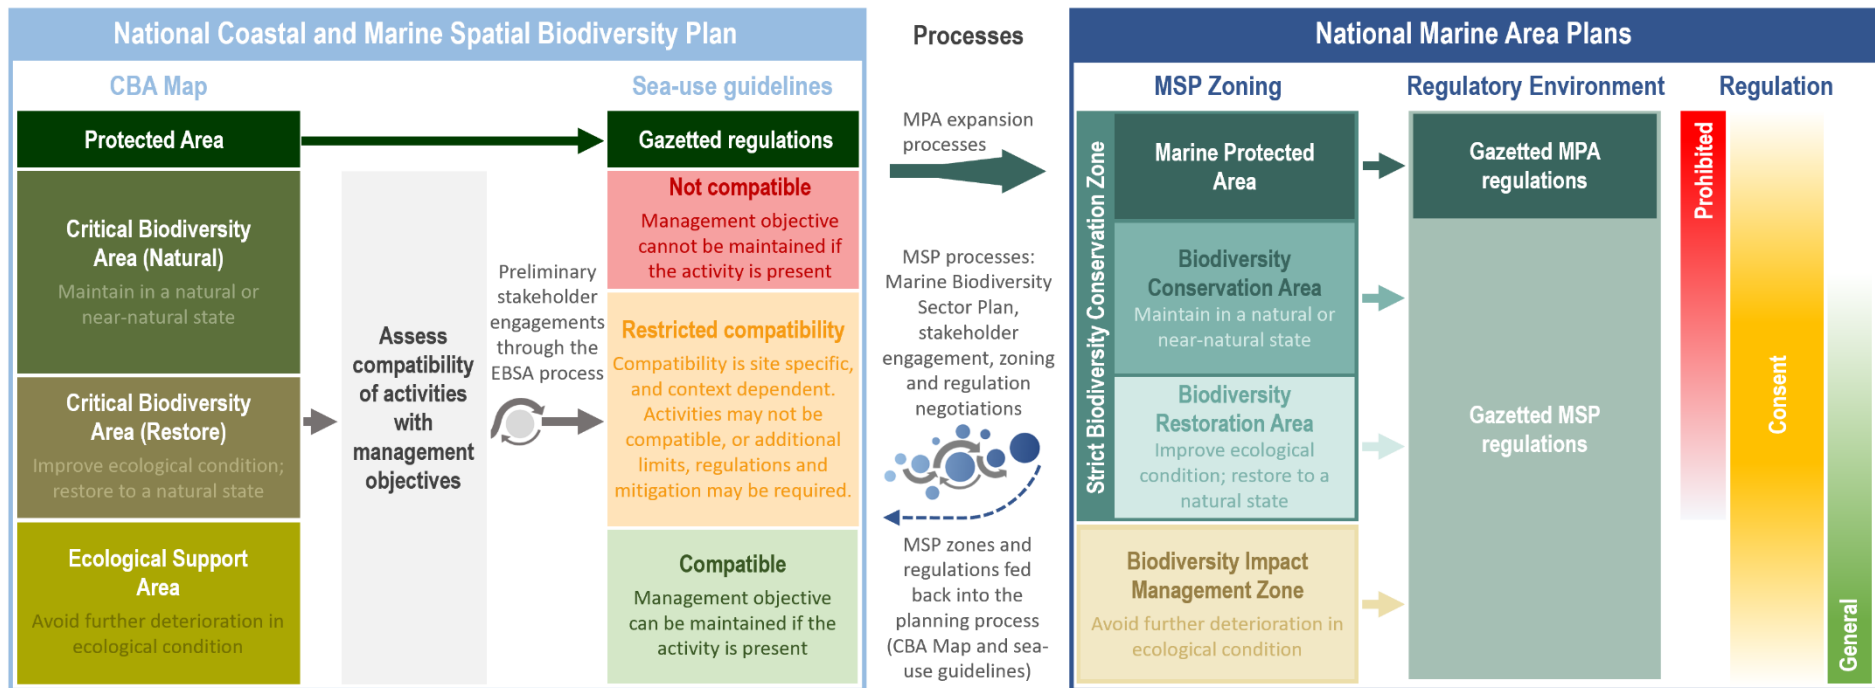 National Coastal and Marine Spatial Biodiversity Plan
CBA Map
Sea-use guidelines
Protected Area
Gazetted regulations
Critical Biodiversity
Area (Natural)
Maintain in a natural or
near-natural state
Critical Biodiversity
Area (Restore)
Improve ecological condition;
restore to a natural state
Ecological Support
Area
Avoid further deterioration in
ecological condition
Assess
compatibility
of activities
with
management
objectives
Preliminary
stakeholder
engagements
through the
EBSA process
Not compatible
Management objective
cannot be maintained if
the activity is present
Restricted compatibility
Compatibility is site specific,
and context dependent.
Activities may not be
compatible, or additional
limits, regulations and
mitigation may be required.
Compatible
Management objective
can be maintained if the
activity is present
Processes
MPA expansion
processes
MSP processes:
Marine Biodiversity
Sector Plan,
stakeholder
engagement, zoning
and regulation
negotiations
MSP zones and
regulations fed
back into the
planning process
(CBA Map and sea-
use guidelines)
National Marine Area Plans
MSP Zoning
Regulatory Environment
Regulation
Strict Biodiversity Conservation Zone
Marine Protected
Area
Biodiversity
Conservation Area
Maintain in a natural or
near-natural state
Biodiversity
Restoration Area
Improve ecological
condition; restore to a
natural state
Biodiversity Impact
Management Zone
Avoid further deterioration in
ecological condition
Gazetted MPA
regulations
Gazetted MSP
regulations
Prohibited
Consent
General